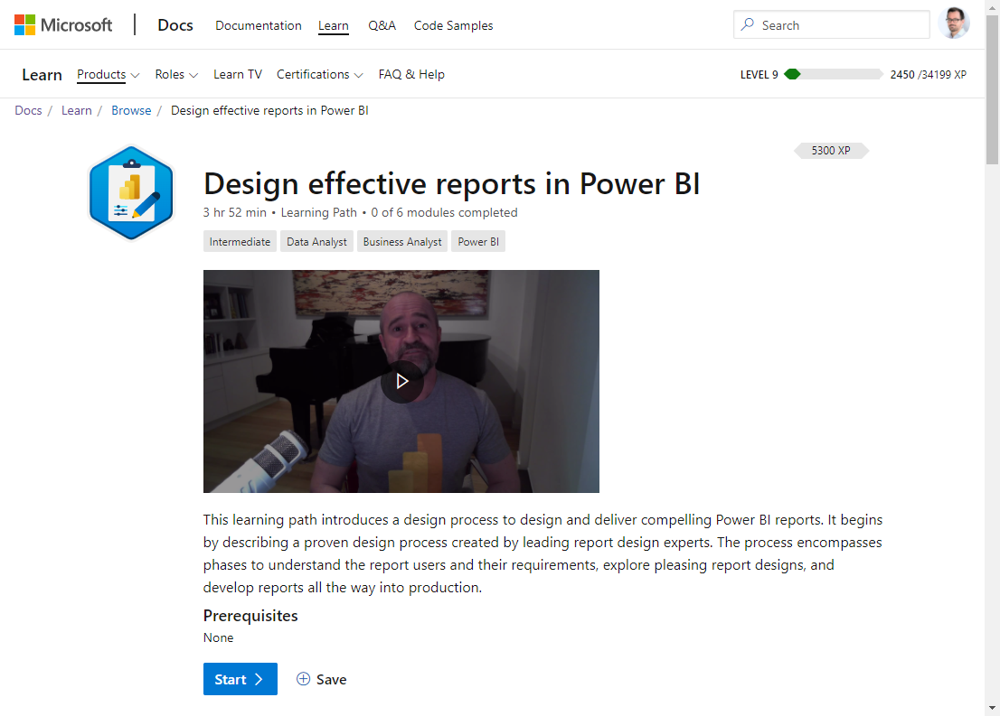 Microsoft | Docs Documentation Learn Q&A Code Samples Search
Learn Products Roles Learn TV Certifications FAQ & Help LEVEL 9 2450 /34199 XP
Docs / Learn / Browse / Design effective reports in Power BI
5300 XP
Design effective reports in Power BI
3 hr 52 min • Learning Path • 0 of 6 modules completed
Intermediate Data Analyst Business Analyst Power BI
This learning path introduces a design process to design and deliver compelling Power BI reports. It begins
by describing a proven design process created by leading report design experts. The process encompasses
phases to understand the report users and their requirements, explore pleasing report designs, and
develop reports all the way into production.
Prerequisites
None
Start Save